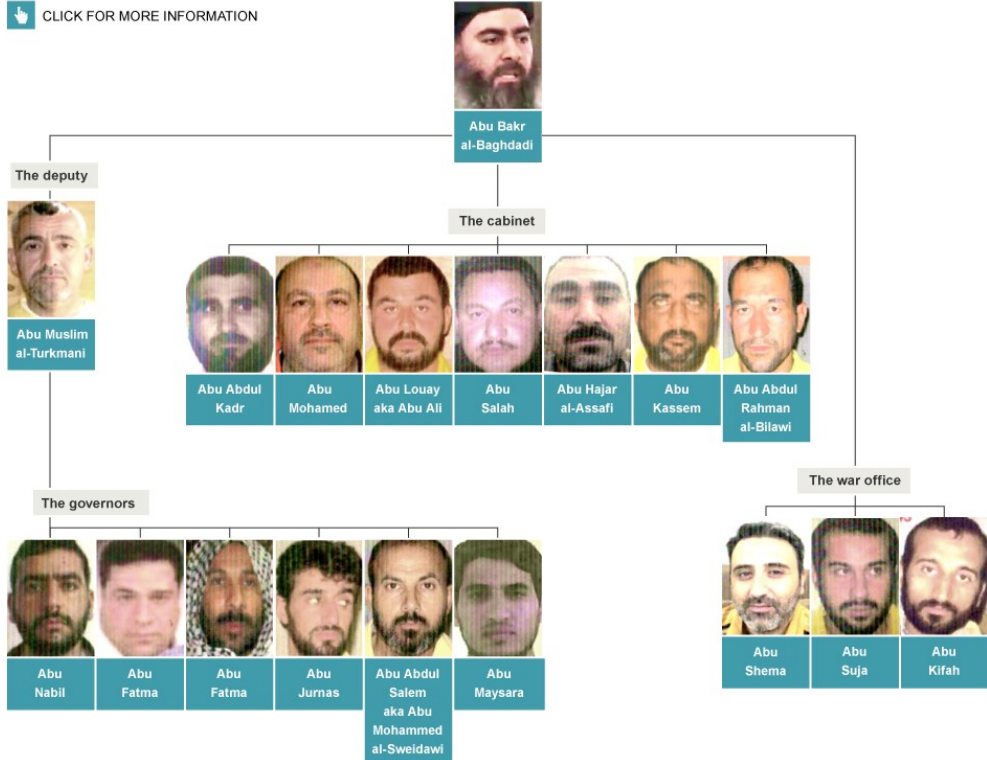 CLICK FOR MORE INFORMATION
Abu Bakr
al-Baghdadi
The deputy
Abu Muslim
al-Turkmani
The cabinet
Abu Abdul
Kadr
Abu
Mohamed
Abu Louay
aka Abu Ali
Abu
Salah
Abu Hajar
al-Assafi
Abu
Kassem
Abu Abdul
Rahman
al-Bilawi
The governors
Abu
Nabil
Abu
Fatma
Abu
Fatma
Abu
Jurnas
Abu Abdul
Salem
aka Abu
Mohammed
al-Sweidawi
Abu
Maysara
The war office
Abu
Shema
Abu
Suja
Abu
Kifah